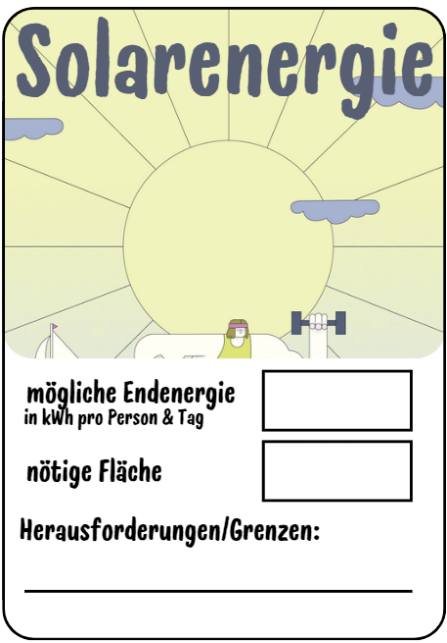 Solarenergie
mögliche Endenergie
in kWh pro Person & Tag
nötige Fläche
Herausforderungen/Grenzen: